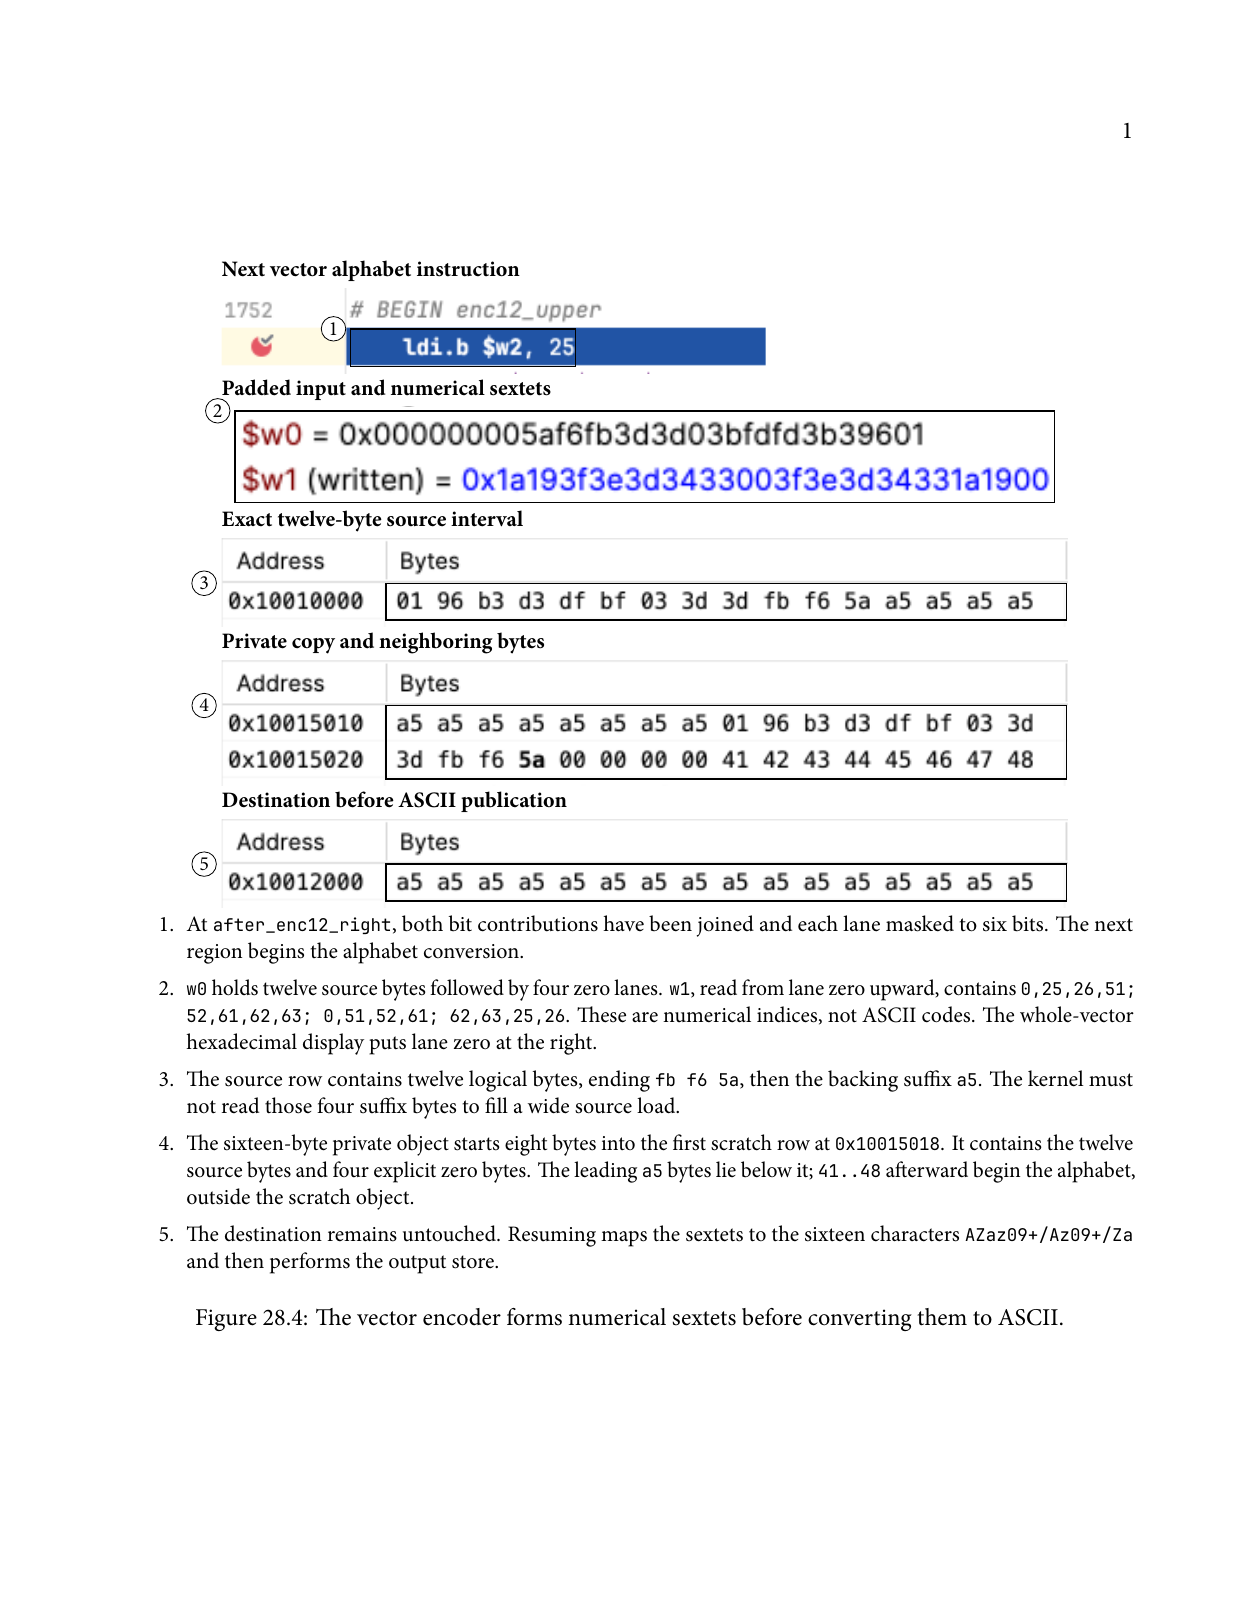 1
Next vector alphabet instruction
1752 # BEGIN enc12_upper
1 ldi.b $w2, 25
Padded input and numerical sextets
2
$w0 = 0x000000005af6fb3d3d03bfdfd3b39601
$w1 (written) = 0x1a193f3e3d3433003f3e3d34331a1900
Exact twelve-byte source interval
Address Bytes
3
0x10010000 01 96 b3 d3 df bf 03 3d 3d fb f6 5a a5 a5 a5 a5
Private copy and neighboring bytes
Address Bytes
4
0x10015010 a5 a5 a5 a5 a5 a5 a5 a5 01 96 b3 d3 df bf 03 3d
0x10015020 3d fb f6 5a 00 00 00 00 41 42 43 44 45 46 47 48
Destination before ASCII publication
Address Bytes
5
0x10012000 a5 a5 a5 a5 a5 a5 a5 a5 a5 a5 a5 a5 a5 a5 a5 a5
1. At after_enc12_right, both bit contributions have been joined and each lane masked to six bits. The next
region begins the alphabet conversion.
2. w0 holds twelve source bytes followed by four zero lanes. w1, read from lane zero upward, contains 0,25,26,51;
52,61,62,63; 0,51,52,61; 62,63,25,26. These are numerical indices, not ASCII codes. The whole-vector
hexadecimal display puts lane zero at the right.
3. The source row contains twelve logical bytes, ending fb f6 5a, then the backing suffix a5. The kernel must
not read those four suffix bytes to fill a wide source load.
4. The sixteen-byte private object starts eight bytes into the first scratch row at 0x10015018. It contains the twelve
source bytes and four explicit zero bytes. The leading a5 bytes lie below it; 41..48 afterward begin the alphabet,
outside the scratch object.
5. The destination remains untouched. Resuming maps the sextets to the sixteen characters AZaz09+/Az09+/Za
and then performs the output store.
Figure 28.4: The vector encoder forms numerical sextets before converting them to ASCII.